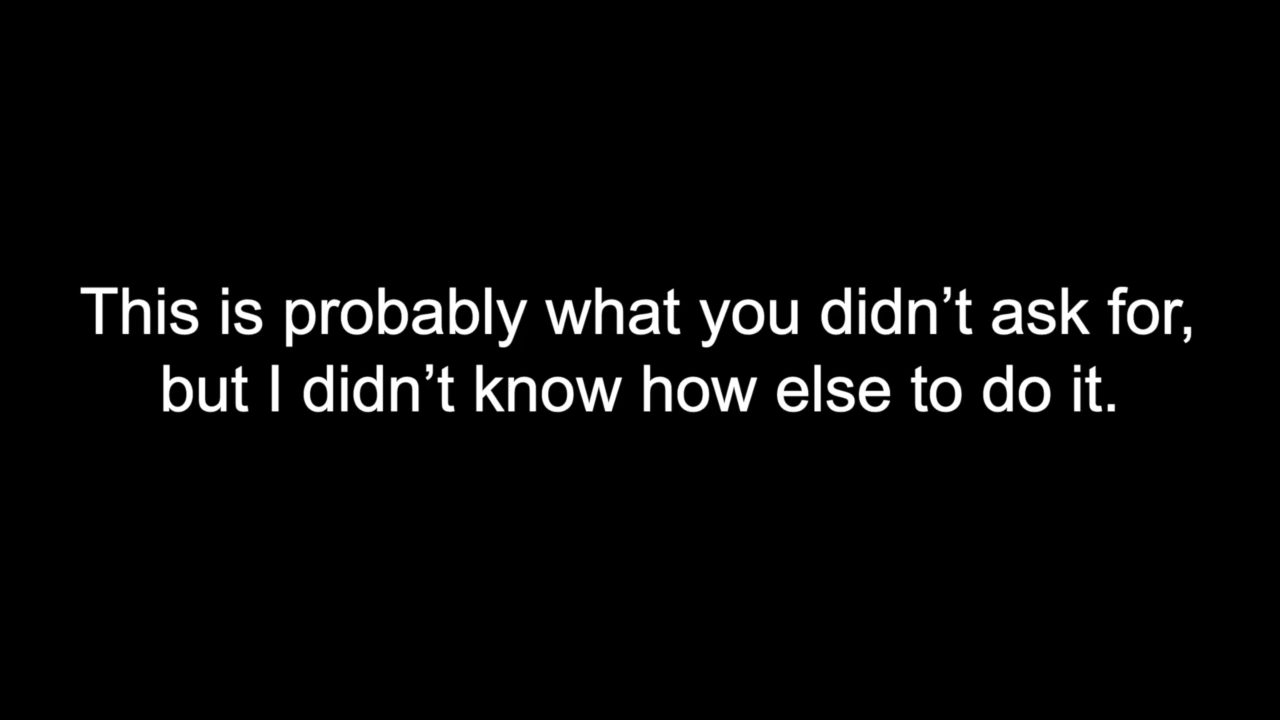 This is probably what you didn’t ask for,
but I didn’t know how else to do it.